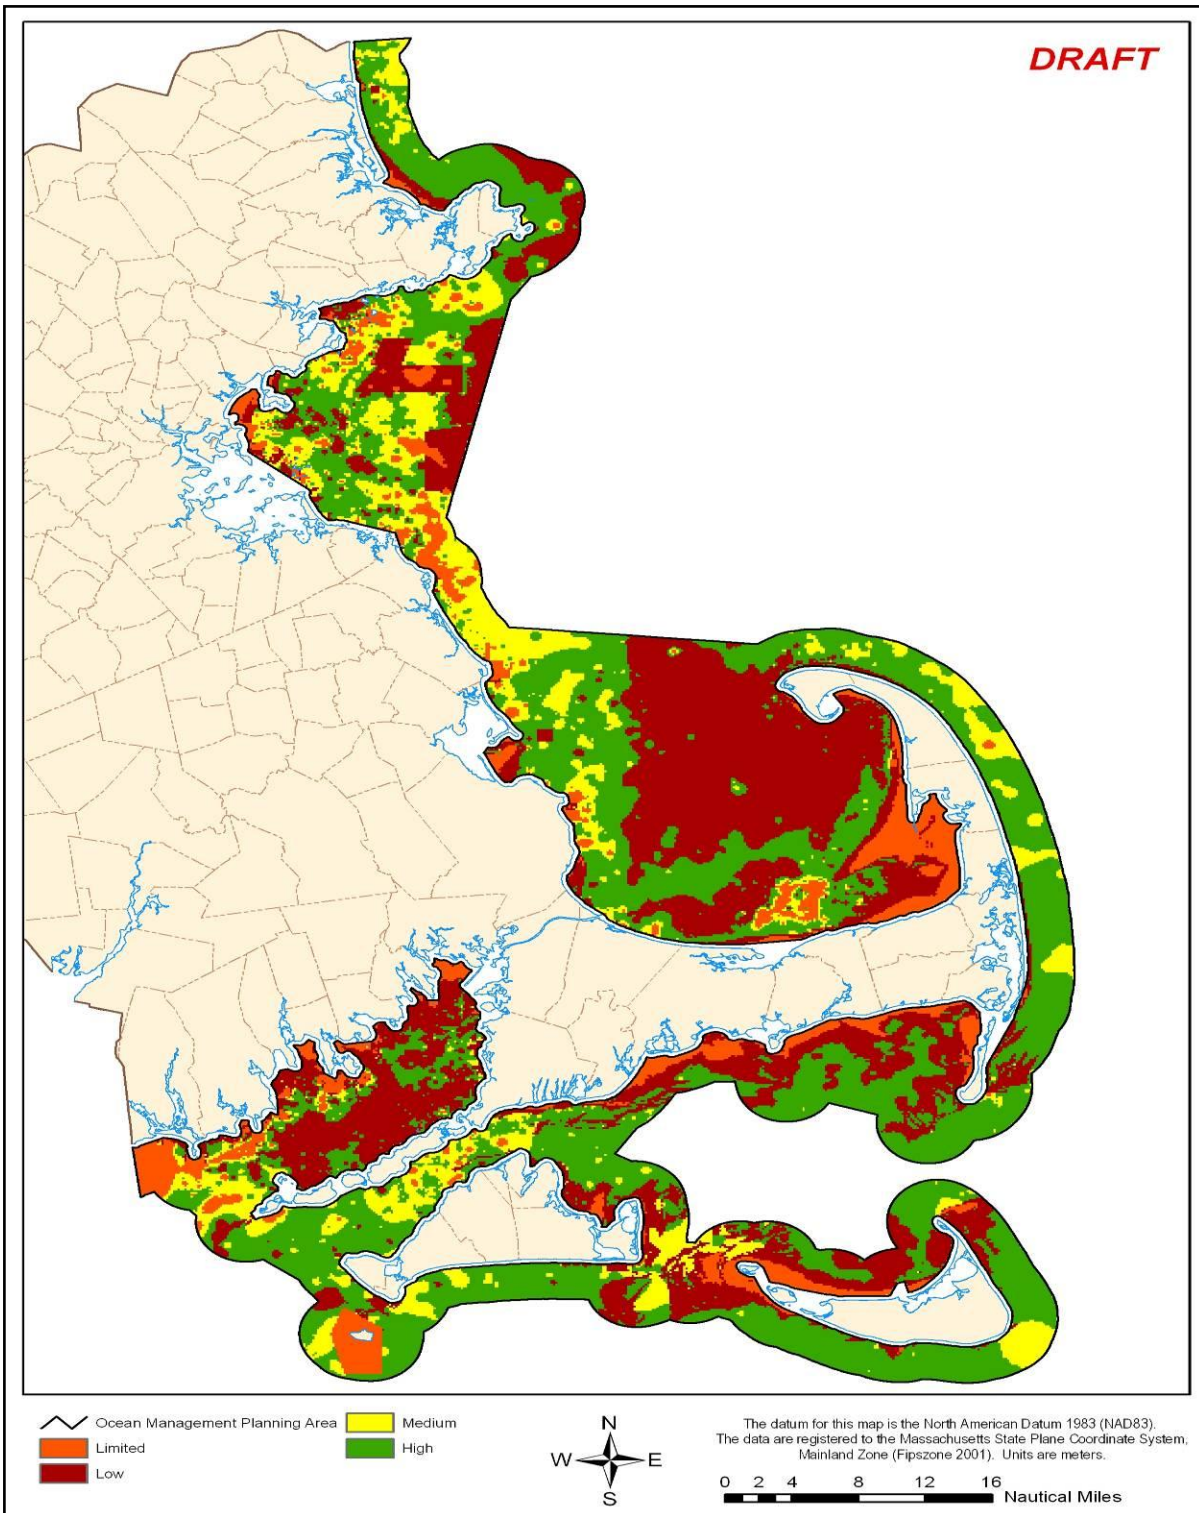 DRAFT
Ocean Management Planning Area
Limited
Low
Medium
High
N
W E
S
The datum for this map is the North American Datum 1983 (NAD83).
The data are registered to the Massachusetts State Plane Coordinate System,
Mainland Zone (Fipszone 2001). Units are meters.
0 2 4 8 12 16
Nautical Miles